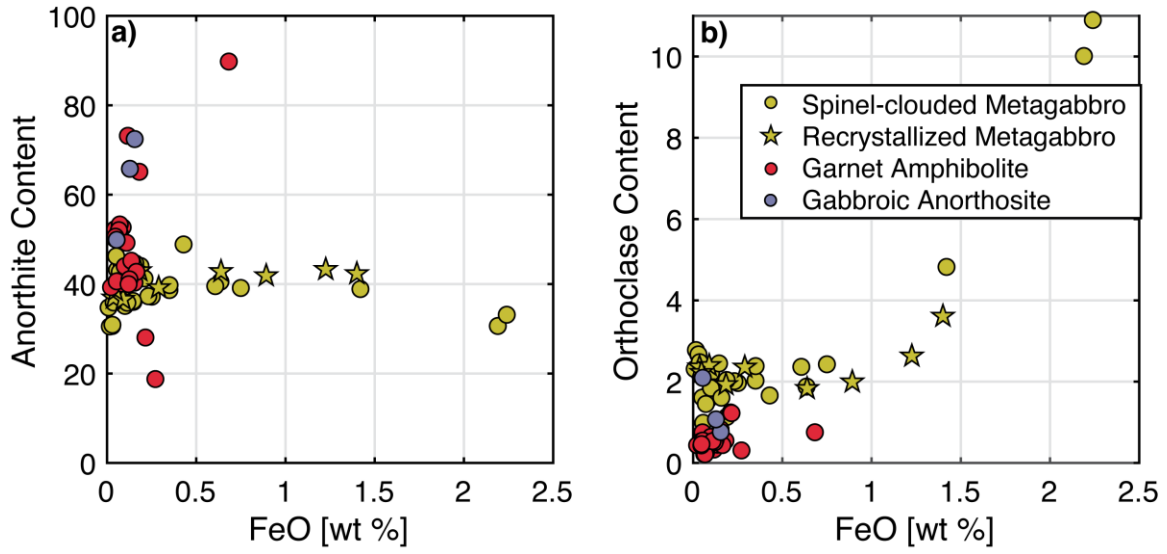 a)
Anorthite Content
100
80
60
40
20
0
0
0.5
1
1.5
2
2.5
FeO [wt %]
b)
Orthoclase Content
10
8
6
4
2
0
0
0.5
1
1.5
2
2.5
FeO [wt %]
Spinel-clouded Metagabbro
Recrystallized Metagabbro
Garnet Amphibolite
Gabbroic Anorthosite